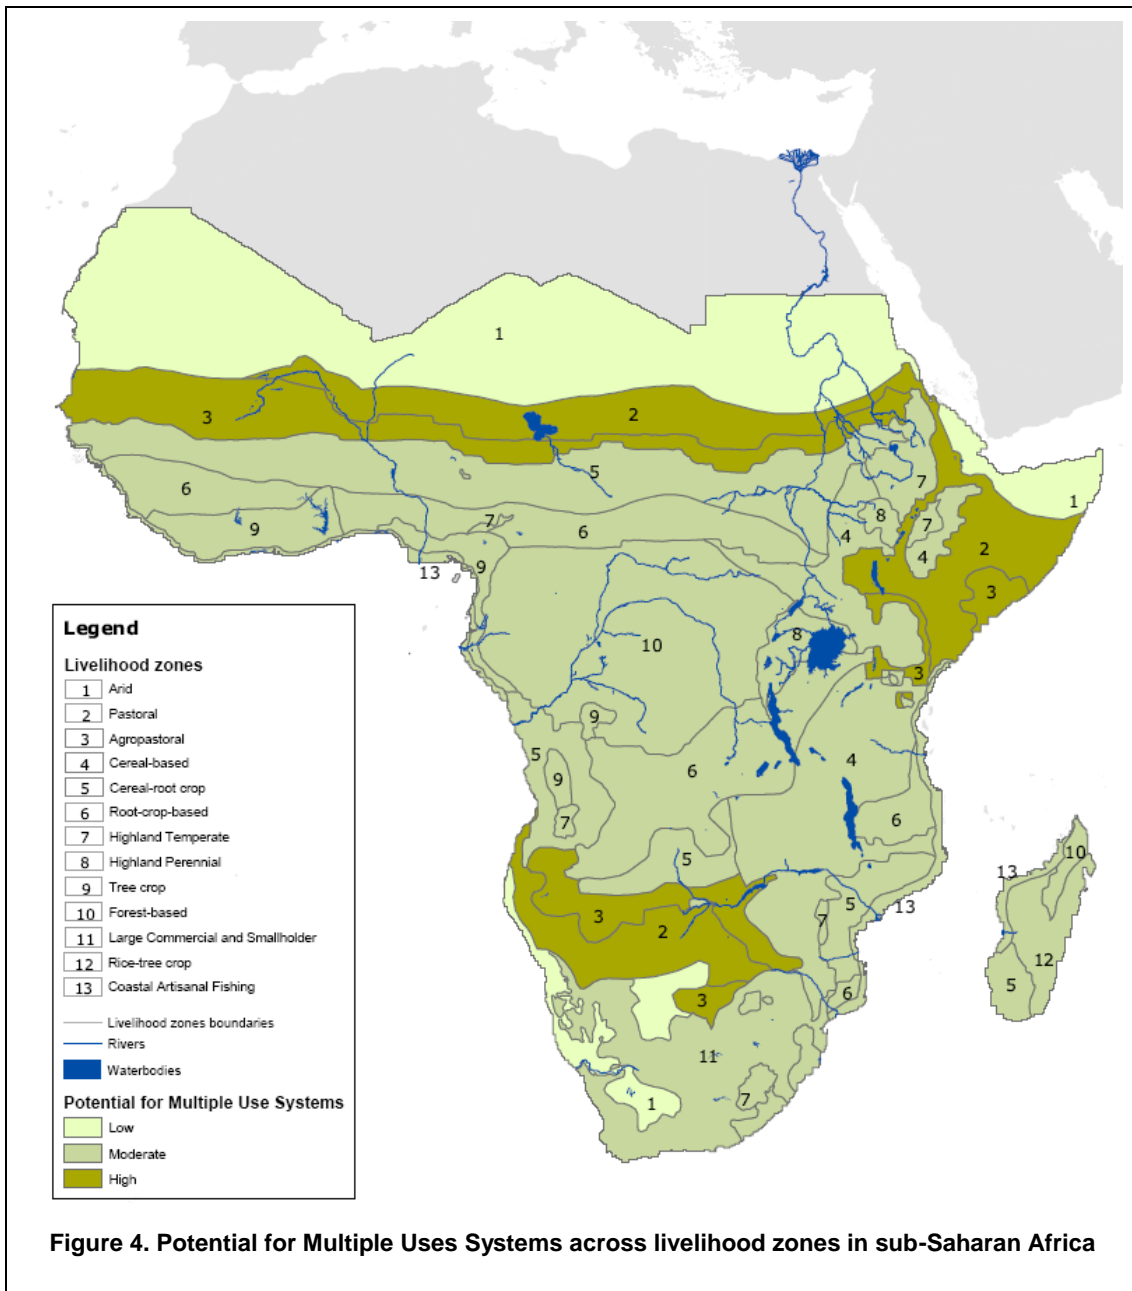 1
3
2
5
6
7
1
9
7
6
8
7
4
2
4
9
13
3
10
8
3
9
5
6
4
9
7
6
5
10
13
3
5
13
2
7
12
5
6
3
11
7
1
Legend
Livelihood zones
1 Arid
2 Pastoral
3 Agropastoral
4 Cereal-based
5 Cereal-root crop
6 Root-crop-based
7 Highland Temperate
8 Highland Perennial
9 Tree crop
10 Forest-based
11 Large Commercial and Smallholder
12 Rice-tree crop
13 Coastal Artisanal Fishing
Livelihood zones boundaries
Rivers
Waterbodies
Potential for Multiple Use Systems
Low
Moderate
High
Figure 4. Potential for Multiple Uses Systems across livelihood zones in sub-Saharan Africa